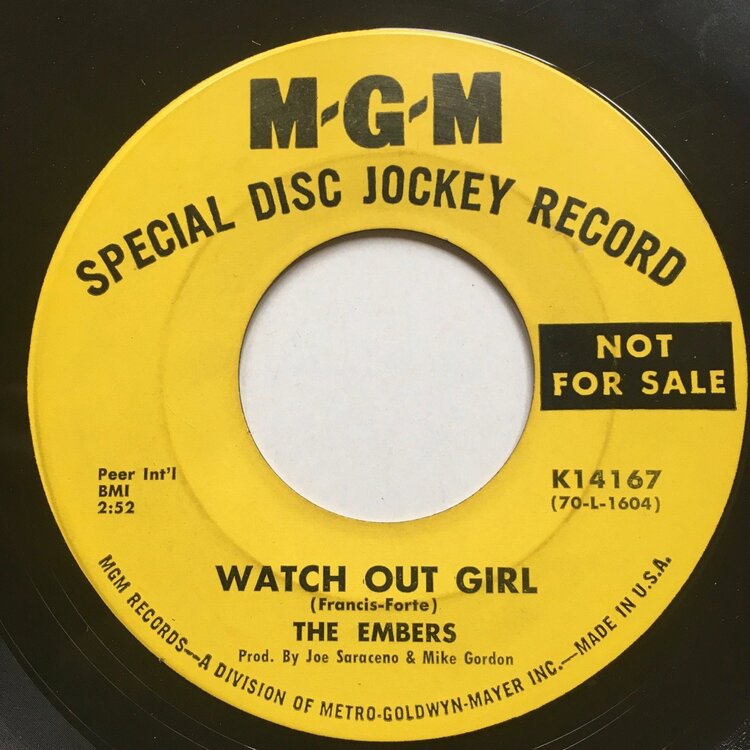 M-G-M
SPECIAL DISC JOCKEY RECORD
NOT
FOR SALE
Peer Int'l
BMI
2:52
K14167
(70-L-1604)
WATCH OUT GIRL
(Francis-Forte)
THE EMBERS
Prod. By Joe Saraceno & Mike Gordon
MGM RECORDS—A DIVISION OF METRO-GOLDWYN-MAYER INC.—MADE IN U.S.A.